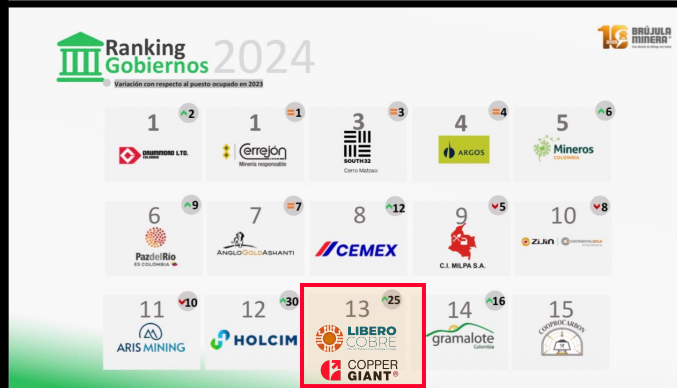 Ranking 2024
Gobiernos
Variación con respecto al puesto ocupado en 2023
10 BRÚJULA
MINERA
1 2
DRUMMOND LTD.
COLOMBIA
1 =1
Cerrejón
Minería responsable
3 =3
SOUTH32
Cerro Matoso
4 =4
ARGOS
5 6
Mineros
COLOMBIA
6 9
PazdelRío
ES COLOMBIA
7 =7
ANGLOGOLDASHANTI
8 12
CEMEX
9 5
C.I. MILPA S.A.
10 8
ZIJIN CONTINENTALGOLD
11 10
ARIS MINING
12 30
HOLCIM
13 25
LIBERO
COBRE
COPPER
GIANT®
14 16
gramalote
Colombia
15
COOPROCARBON